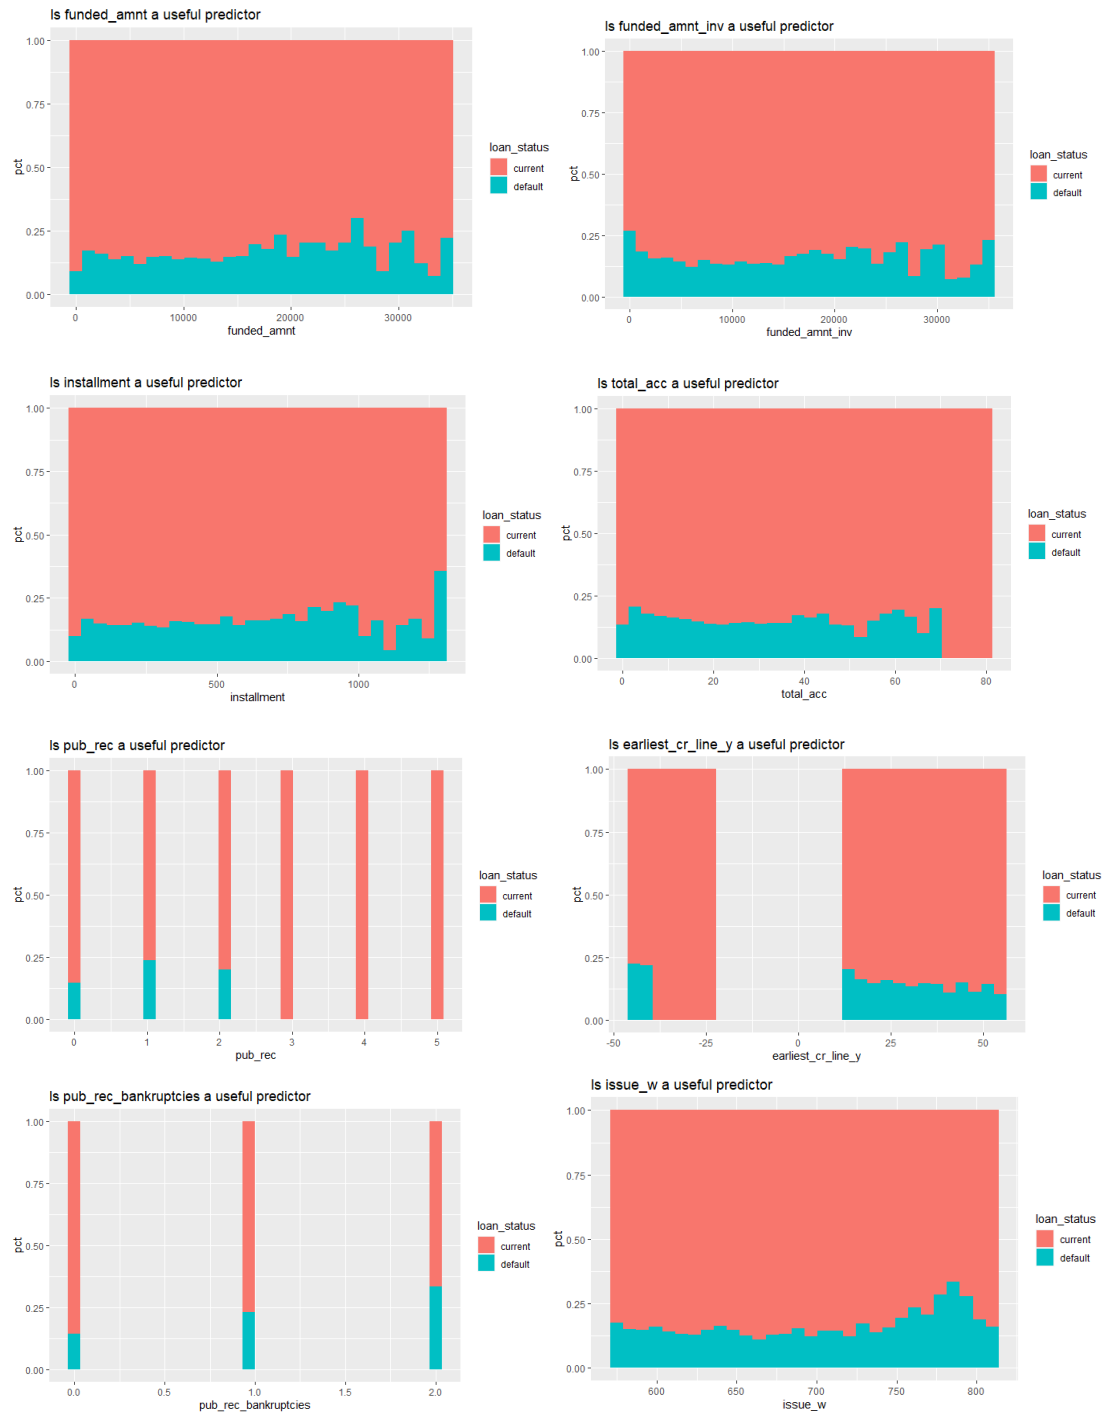 Is funded_amnt a useful predictor
1.00
0.75
0.50
0.25
0.00
pct
0
10000
20000
30000
funded_amnt
loan_status
current
default
Is funded_amnt_inv a useful predictor
1.00
0.75
0.50
0.25
0.00
pct
0
10000
20000
30000
funded_amnt_inv
loan_status
current
default
Is installment a useful predictor
1.00
0.75
0.50
0.25
0.00
pct
0
500
1000
installment
loan_status
current
default
Is total_acc a useful predictor
1.00
0.75
0.50
0.25
0.00
pct
0
20
40
60
80
total_acc
loan_status
current
default
Is pub_rec a useful predictor
1.00
0.75
0.50
0.25
0.00
pct
0
1
2
3
4
5
pub_rec
loan_status
current
default
Is earliest_cr_line_y a useful predictor
1.00
0.75
0.50
0.25
0.00
pct
-50
-25
0
25
50
earliest_cr_line_y
loan_status
current
default
Is pub_rec_bankruptcies a useful predictor
1.00
0.75
0.50
0.25
0.00
pct
0.0
0.5
1.0
1.5
2.0
pub_rec_bankruptcies
loan_status
current
default
Is issue_w a useful predictor
1.00
0.75
0.50
0.25
0.00
pct
600
650
700
750
800
issue_w
loan_status
current
default